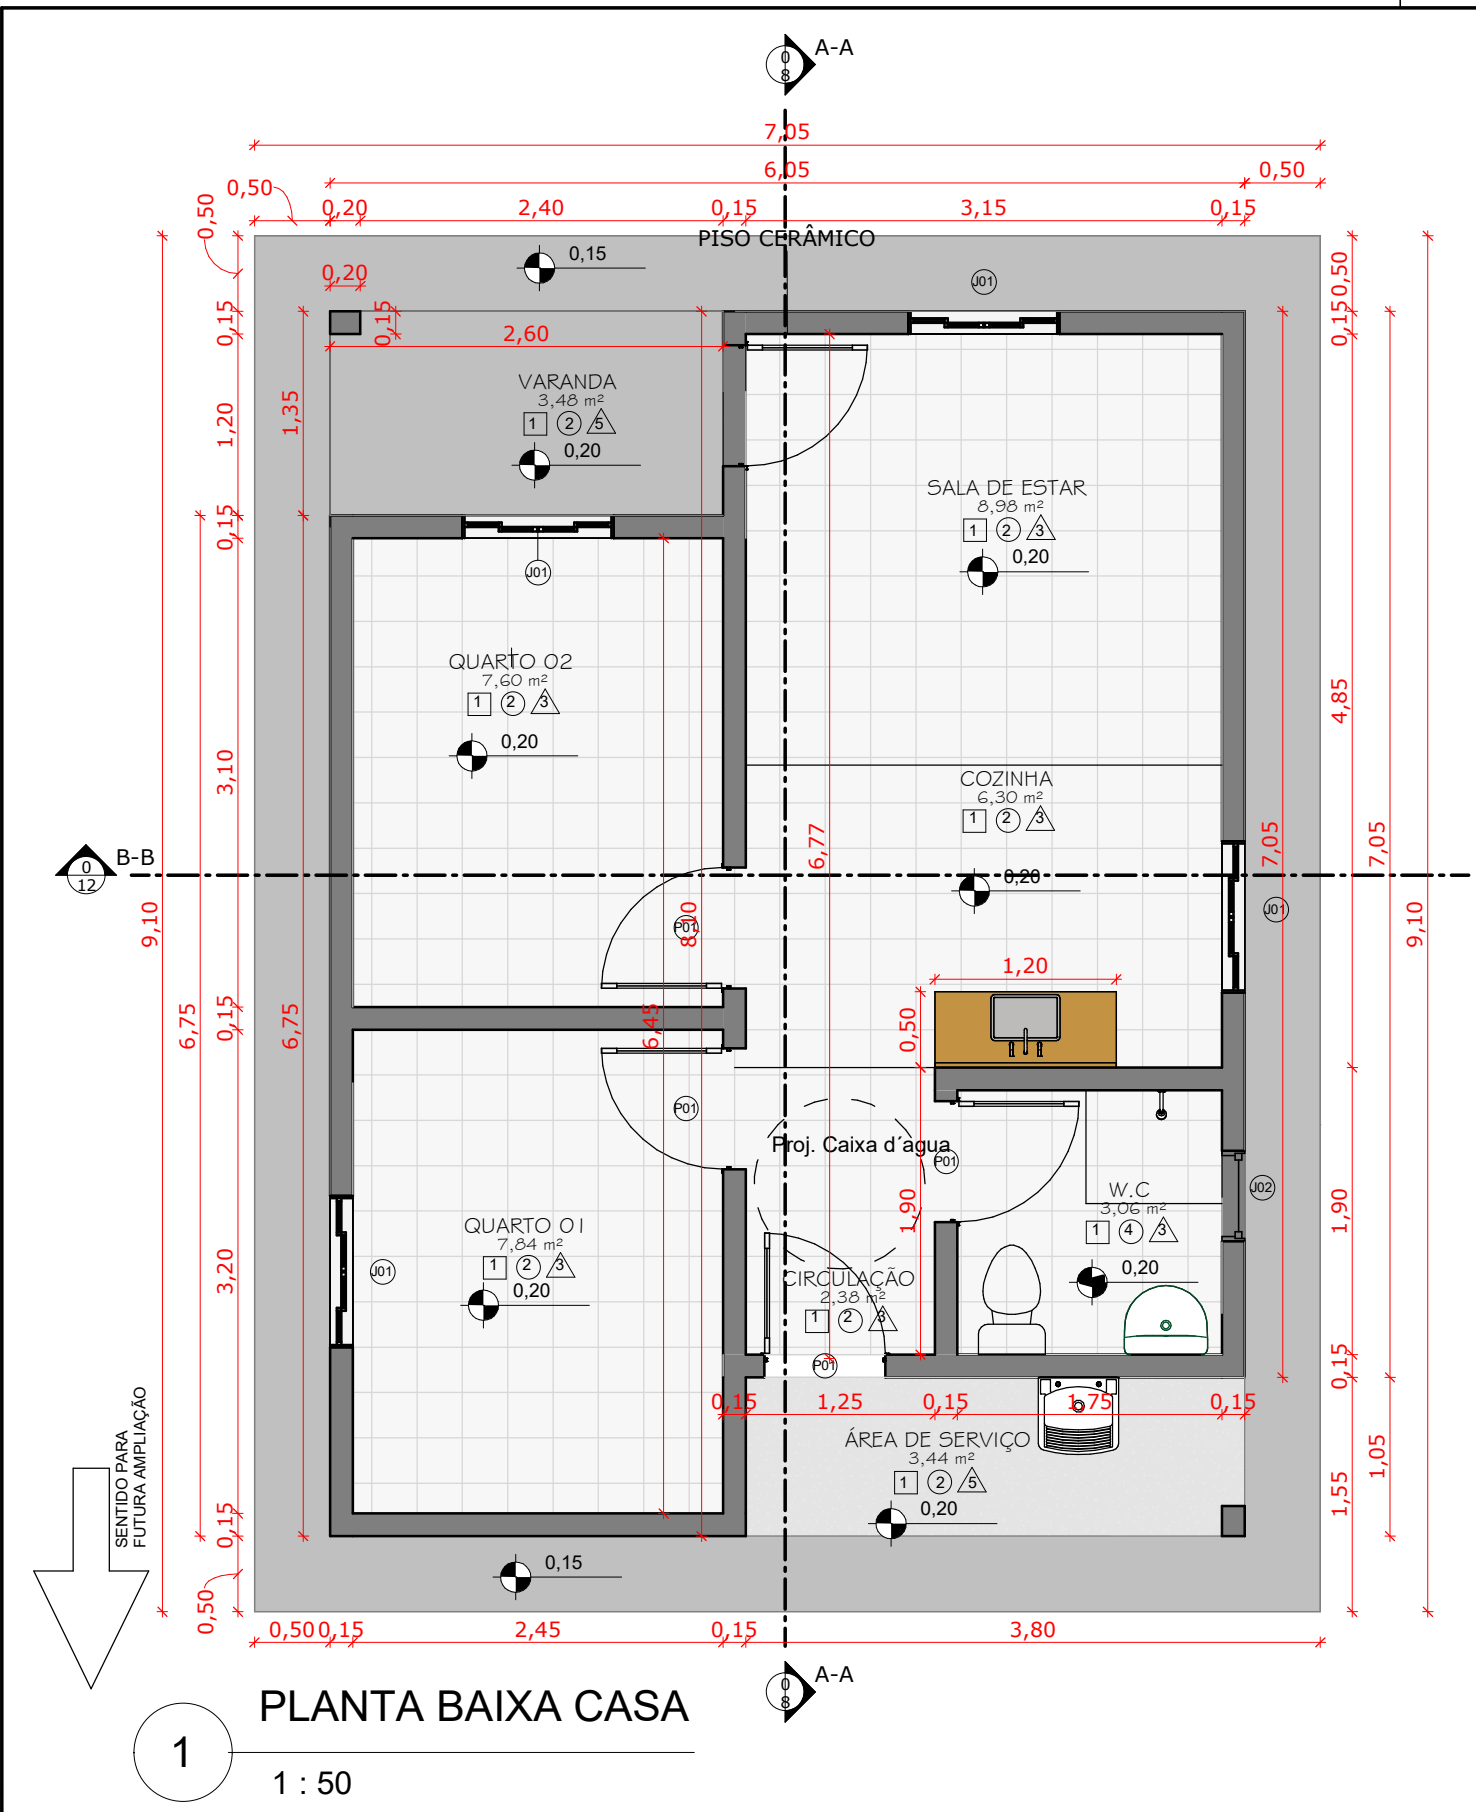 A-A
0
8
7,05
6,05
0,50
0,50
0,20
2,40
0,15
3,15
0,15
0,50
PISO CERÂMICO
0,15
0,50
J01
0,20
0,15
0,15
0,15
2,60
VARANDA
3,48 m²
1 2 5
0,20
1,35
1,20
SALA DE ESTAR
8,98 m²
1 2 3
0,20
0,15
J01
QUARTO 02
7,60 m²
1 2 3
0,20
4,85
3,10
COZINHA
6,30 m²
1 2 3
0,20
6,77
7,05
7,05
B-B
0
12
9,10
J01
9,10
P01
8,10
1,20
0,50
6,75
6,75
0,15
6,45
P01
Proj. Caixa d´água
P01
1,90
W.C
3,06 m²
1 4 3
0,20
J02
1,90
QUARTO 01
7,84 m²
1 2 3
0,20
J01
3,20
CIRCULAÇÃO
2,38 m²
1 2 3
P01
0,15
0,15
1,25
0,15
1,75
0,15
ÁREA DE SERVIÇO
3,44 m²
1 2 5
0,20
1,05
1,55
SENTIDO PARA
FUTURA AMPLIAÇÃO
0,15
0,15
0,50
0,50
0,15
2,45
0,15
3,80
A-A
0
8
PLANTA BAIXA CASA
1
1 : 50